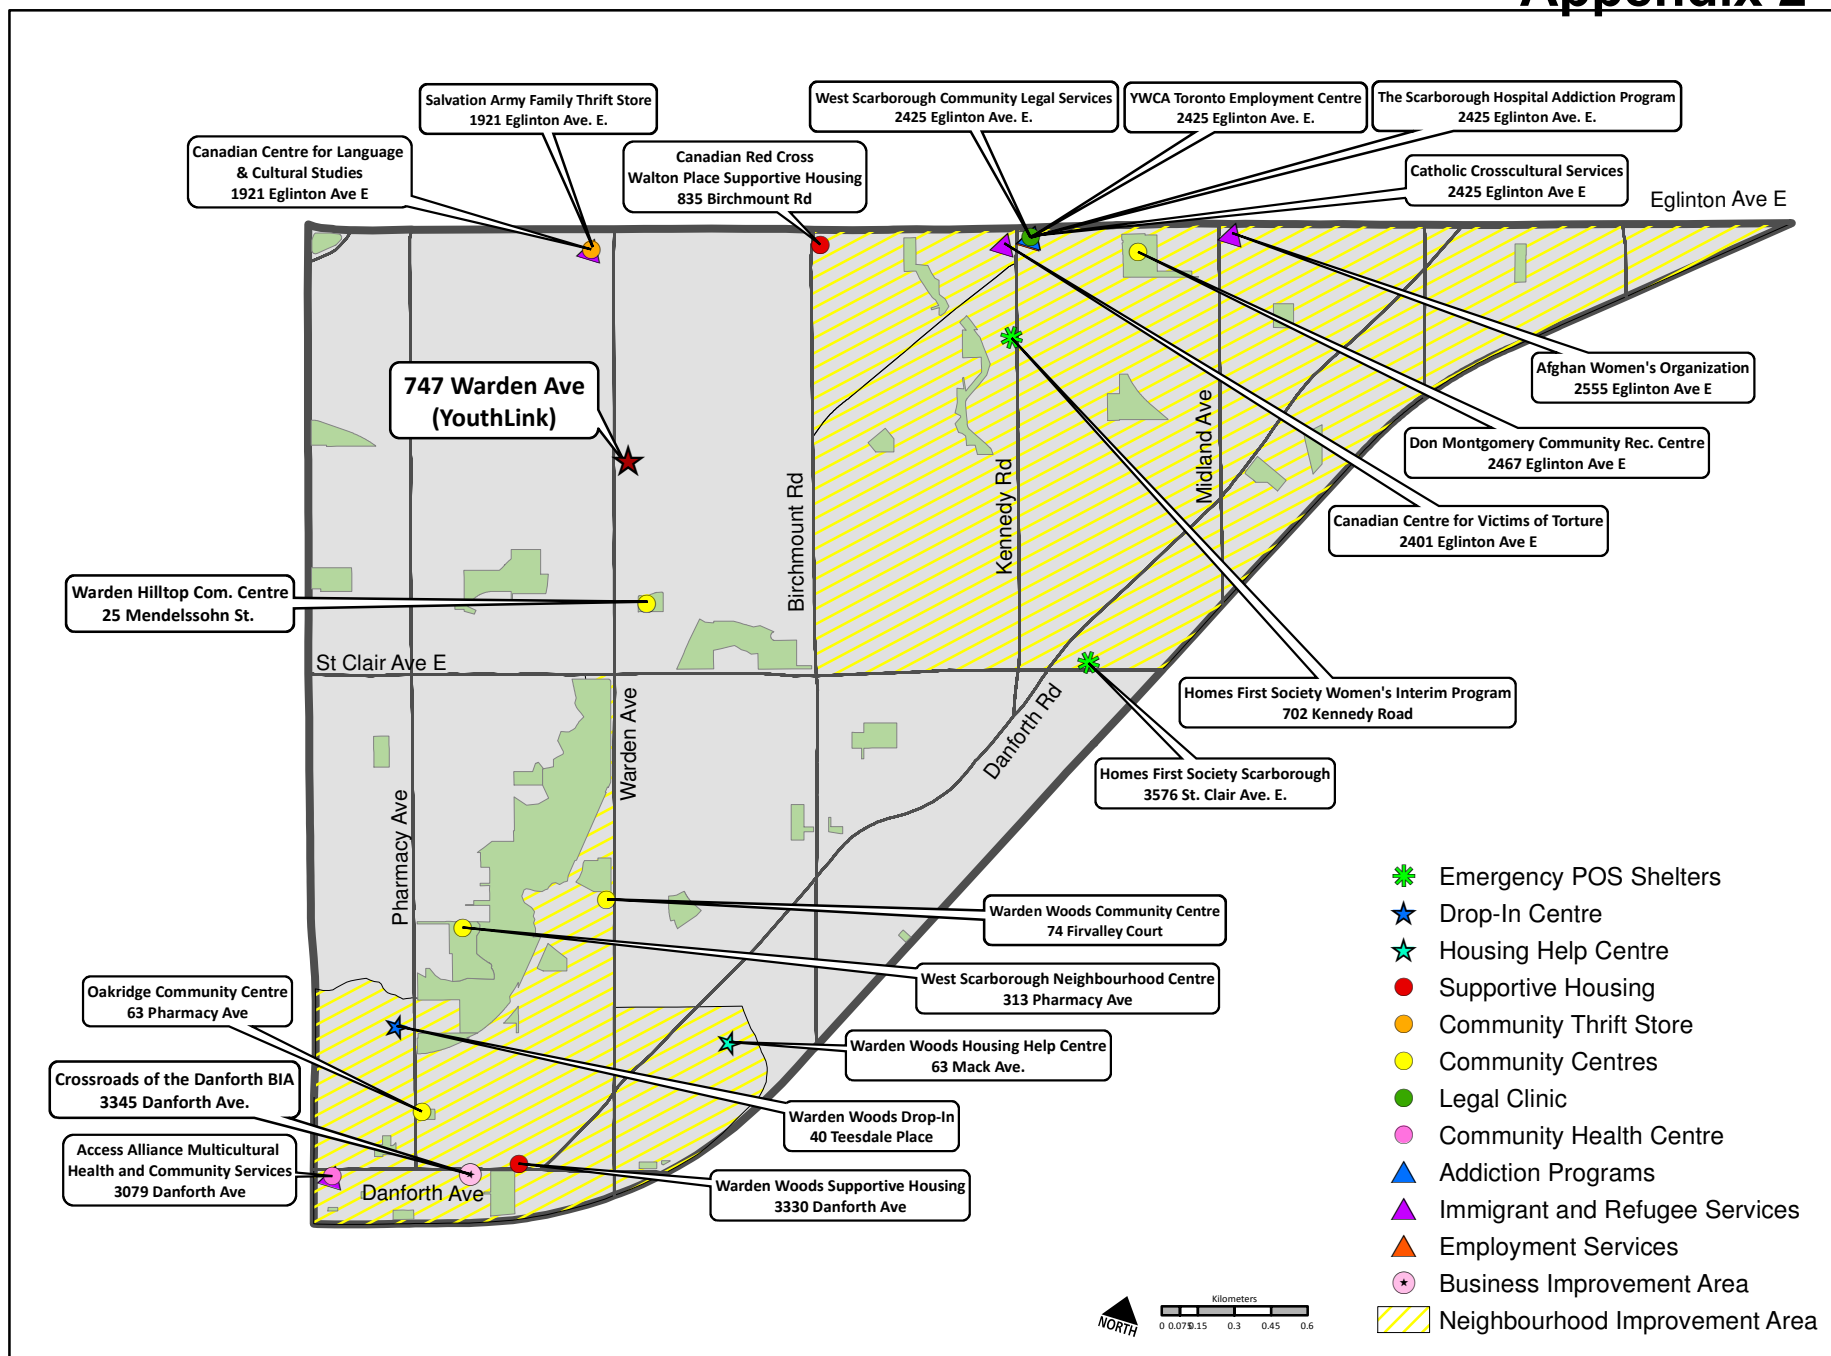 Appendix 2
Salvation Army Family Thrift Store
1921 Eglinton Ave. E.
West Scarborough Community Legal Services
2425 Eglinton Ave. E.
YWCA Toronto Employment Centre
2425 Eglinton Ave. E.
The Scarborough Hospital Addiction Program
2425 Eglinton Ave. E.
Canadian Centre for Language
& Cultural Studies
1921 Eglinton Ave E
Canadian Red Cross
Walton Place Supportive Housing
835 Birchmount Rd
Catholic Crosscultural Services
2425 Eglinton Ave E
Eglinton Ave E
747 Warden Ave
(YouthLink)
Afghan Women's Organization
2555 Eglinton Ave E
Don Montgomery Community Rec. Centre
2467 Eglinton Ave E
Canadian Centre for Victims of Torture
2401 Eglinton Ave E
Birchmount Rd
Kennedy Rd
Midland Ave
Warden Hilltop Com. Centre
25 Mendelssohn St.
St Clair Ave E
Warden Ave
Danforth Rd
Homes First Society Women's Interim Program
702 Kennedy Road
Homes First Society Scarborough
3576 St. Clair Ave. E.
Pharmacy Ave
Warden Woods Community Centre
74 Firvalley Court
West Scarborough Neighbourhood Centre
313 Pharmacy Ave
Oakridge Community Centre
63 Pharmacy Ave
Warden Woods Housing Help Centre
63 Mack Ave.
Crossroads of the Danforth BIA
3345 Danforth Ave.
Warden Woods Drop-In
40 Teesdale Place
Access Alliance Multicultural
Health and Community Services
3079 Danforth Ave
Danforth Ave
Warden Woods Supportive Housing
3330 Danforth Ave
Emergency POS Shelters
Drop-In Centre
Housing Help Centre
Supportive Housing
Community Thrift Store
Community Centres
Legal Clinic
Community Health Centre
Addiction Programs
Immigrant and Refugee Services
Employment Services
Business Improvement Area
Neighbourhood Improvement Area
NORTH
Kilometers
0 0.075 0.15 0.3 0.45 0.6